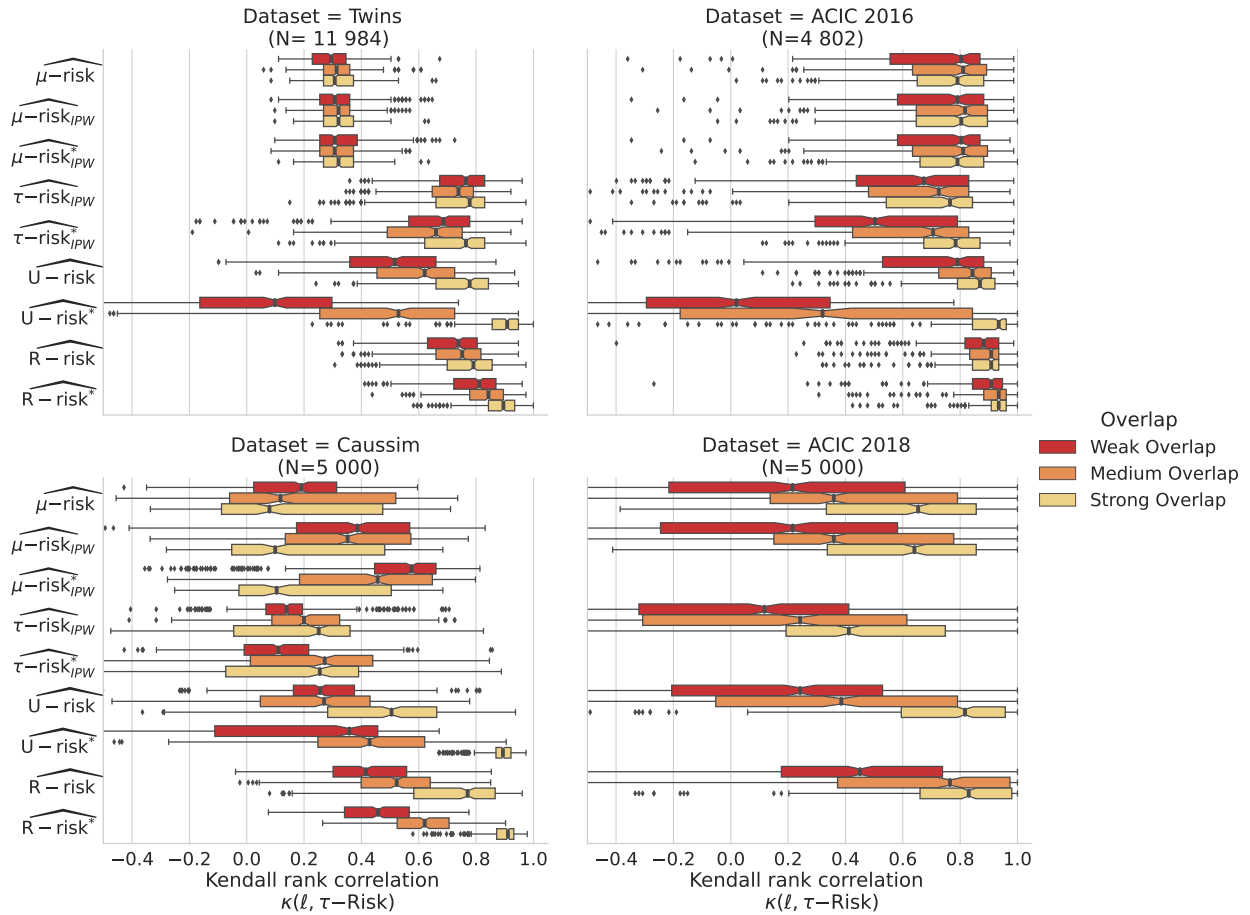 Dataset = Twins
(N= 11 984)
Dataset = ACIC 2016
(N=4 802)
μ−risk
μ−risk_IPW
μ−risk*_IPW
τ−risk_IPW
τ−risk*_IPW
U−risk
U−risk*
R−risk
R−risk*
Overlap
Weak Overlap
Medium Overlap
Strong Overlap
Dataset = Caussim
(N=5 000)
Dataset = ACIC 2018
(N=5 000)
μ−risk
μ−risk_IPW
μ−risk*_IPW
τ−risk_IPW
τ−risk*_IPW
U−risk
U−risk*
R−risk
R−risk*
−0.4 −0.2 0.0 0.2 0.4 0.6 0.8 1.0
−0.4 −0.2 0.0 0.2 0.4 0.6 0.8 1.0
Kendall rank correlation
κ(ℓ, τ−Risk)
Kendall rank correlation
κ(ℓ, τ−Risk)